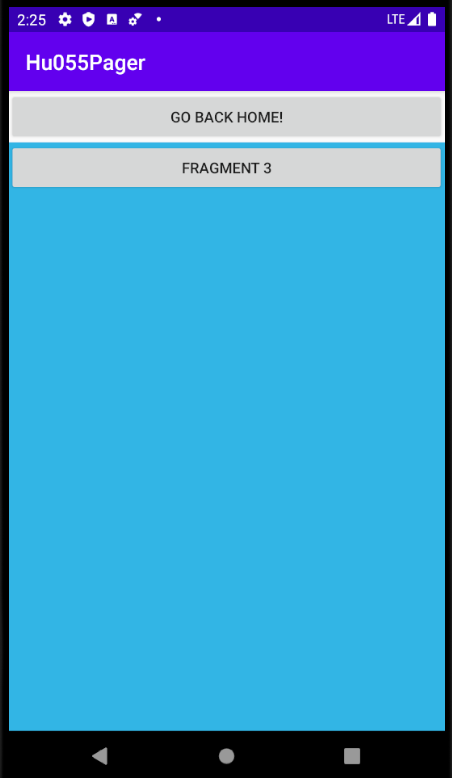 2:25 LTE
Hu055Pager
GO BACK HOME!
FRAGMENT 3